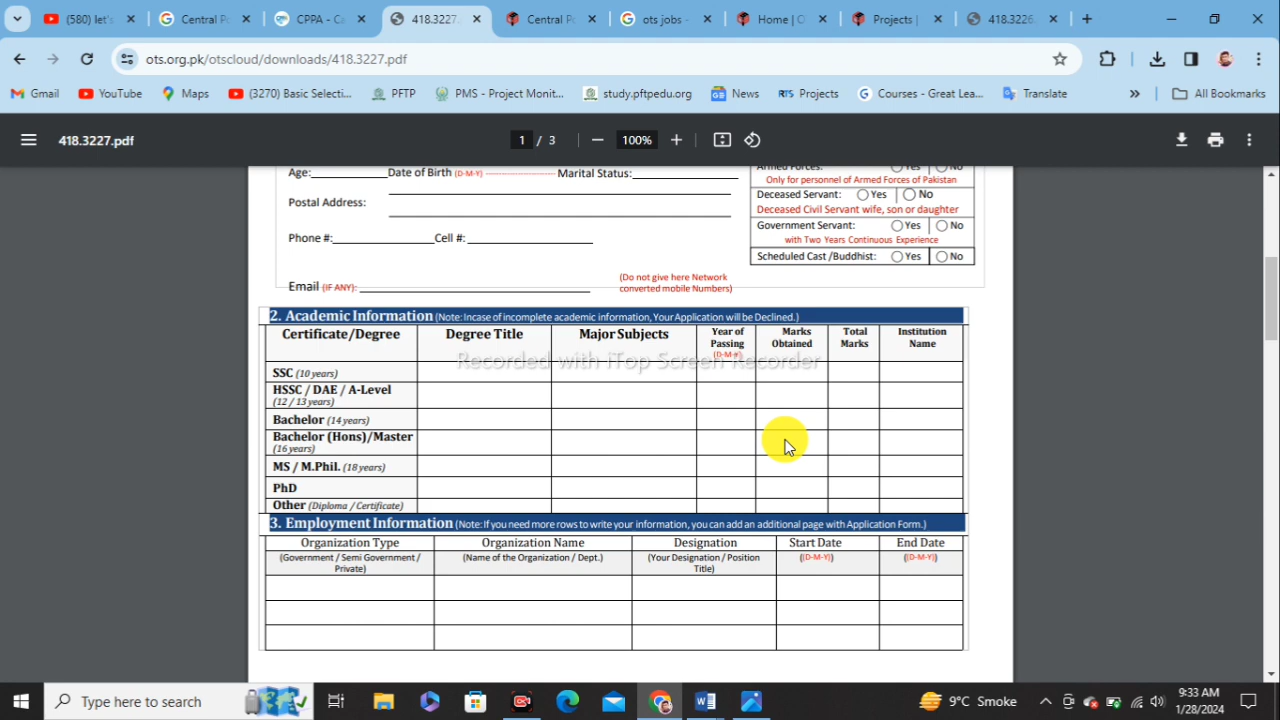 (580) let's
Central Po
CPPA - Ca
418.3227.
Central Po
ots jobs -
Home | O
Projects |
418.3226.
ots.org.pk/otscloud/downloads/418.3227.pdf
Gmail
YouTube
Maps
(3270) Basic Selecti...
PFTP
PMS - Project Monit...
study.pftpedu.org
News
RTS Projects
Courses - Great Lea...
Translate
All Bookmarks
418.3227.pdf
1 / 3
100%
Age: Date of Birth (D-M-Y) Marital Status:
Postal Address:
Phone #: Cell #:
Email (IF ANY):
(Do not give here Network
converted mobile Numbers)
Armed Forces: Yes No
Only for personnel of Armed Forces of Pakistan
Deceased Servant: Yes No
Deceased Civil Servant wife, son or daughter
Government Servant: Yes No
with Two Years Continuous Experience
Scheduled Cast /Buddhist: Yes No
2. Academic Information (Note: Incase of incomplete academic information, Your Application will be Declined.)
Certificate/Degree
Degree Title
Major Subjects
Year of
Passing
(D-M-Y)
Marks
Obtained
Total
Marks
Institution
Name
Recorded with iTop Screen Recorder
SSC (10 years)
HSSC / DAE / A-Level
(12 / 13 years)
Bachelor (14 years)
Bachelor (Hons)/Master
(16 years)
MS / M.Phil. (18 years)
PhD
Other (Diploma / Certificate)
3. Employment Information (Note: If you need more rows to write your information, you can add an additional page with Application Form.)
Organization Type
Organization Name
Designation
Start Date
End Date
(Government / Semi Government /
Private)
(Name of the Organization / Dept.)
(Your Designation / Position
Title)
(D-M-Y)
(D-M-Y)
Type here to search
9°C Smoke
9:33 AM
1/28/2024